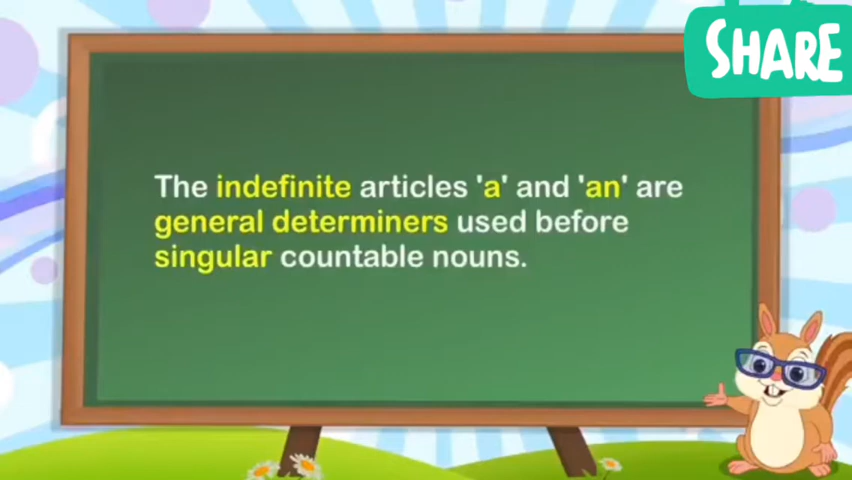 SHARE
The indefinite articles 'a' and 'an' are
general determiners used before
singular countable nouns.